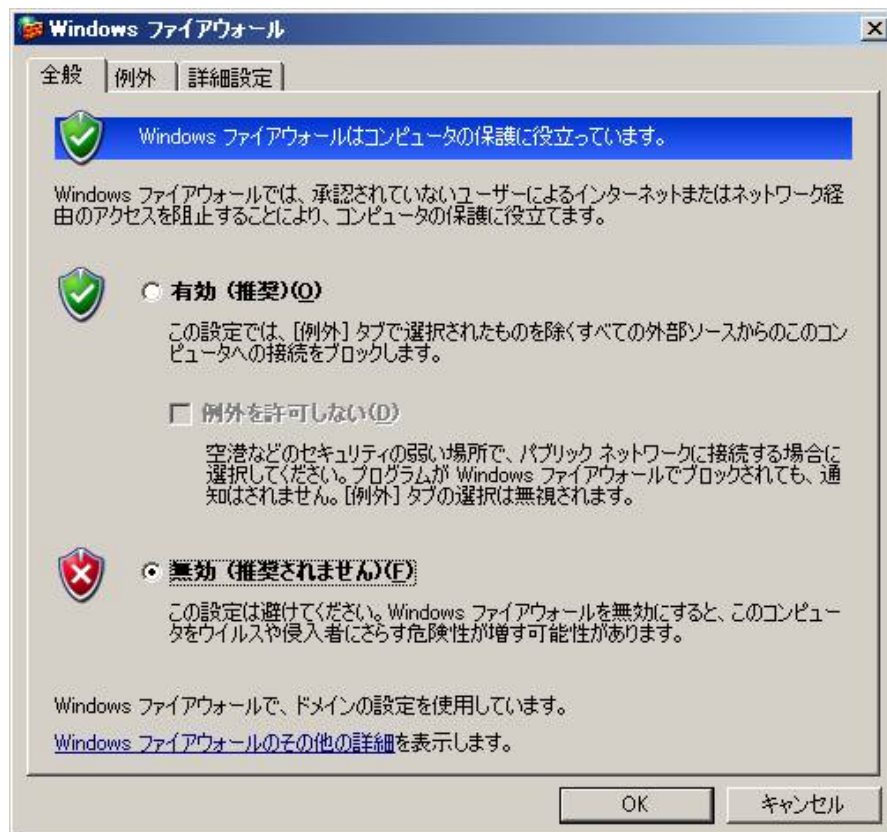 Windows ファイアウォール
全般 例外 詳細設定
Windows ファイアウォールはコンピュータの保護に役立っています。
Windows ファイアウォールでは、承認されていないユーザーによるインターネットまたはネットワーク経
由のアクセスを阻止することにより、コンピュータの保護に役立てます。
有効 (推奨)(O)
この設定では、[例外] タブで選択されたものを除くすべての外部ソースからのこのコン
ピュータへの接続をブロックします。
例外を許可しない(D)
空港などのセキュリティの弱い場所で、パブリック ネットワークに接続する場合に
選択してください。プログラムが Windows ファイアウォールでブロックされても、通
知はされません。[例外] タブの選択は無視されます。
無効 (推奨されません)(F)
この設定は避けてください。Windows ファイアウォールを無効にすると、このコンピュー
タをウイルスや侵入者にさらす危険性が増す可能性があります。
Windows ファイアウォールで、ドメインの設定を使用しています。
Windows ファイアウォールのその他の詳細を表示します。
OK キャンセル